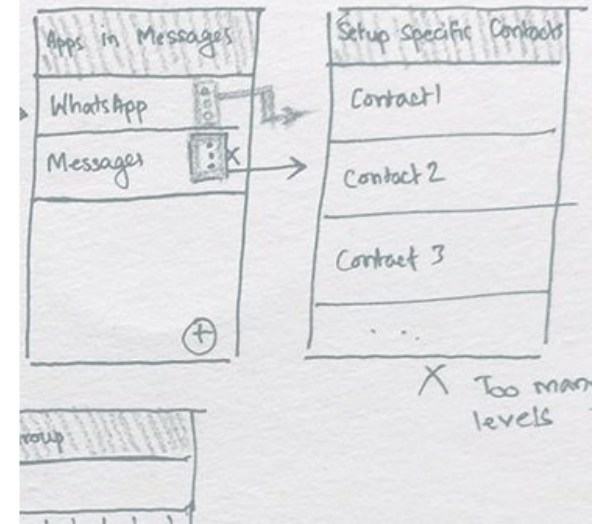 Apps in Messages
WhatsApp
Messages
+
Setup Specific Contacts
Contact 1
Contact 2
Contact 3
...
X Too man
levels
roup